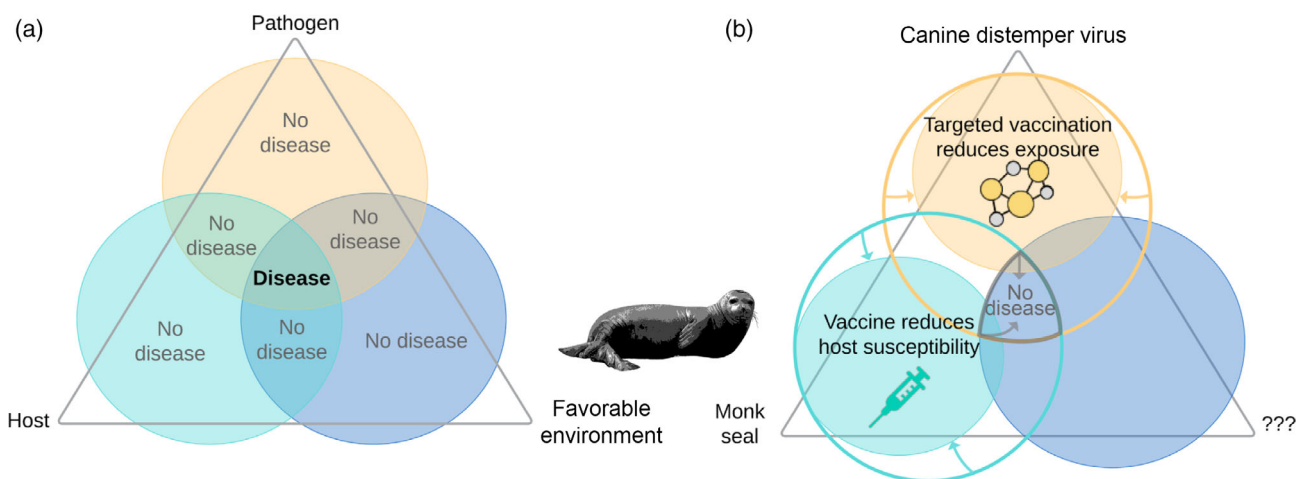 (a)
Pathogen
No
disease
No
disease
No
disease
Disease
No
disease
No
disease
No disease
Host
Favorable
environment
(b)
Canine distemper virus
Targeted vaccination
reduces exposure
No
disease
Vaccine reduces
host susceptibility
Monk
seal
???